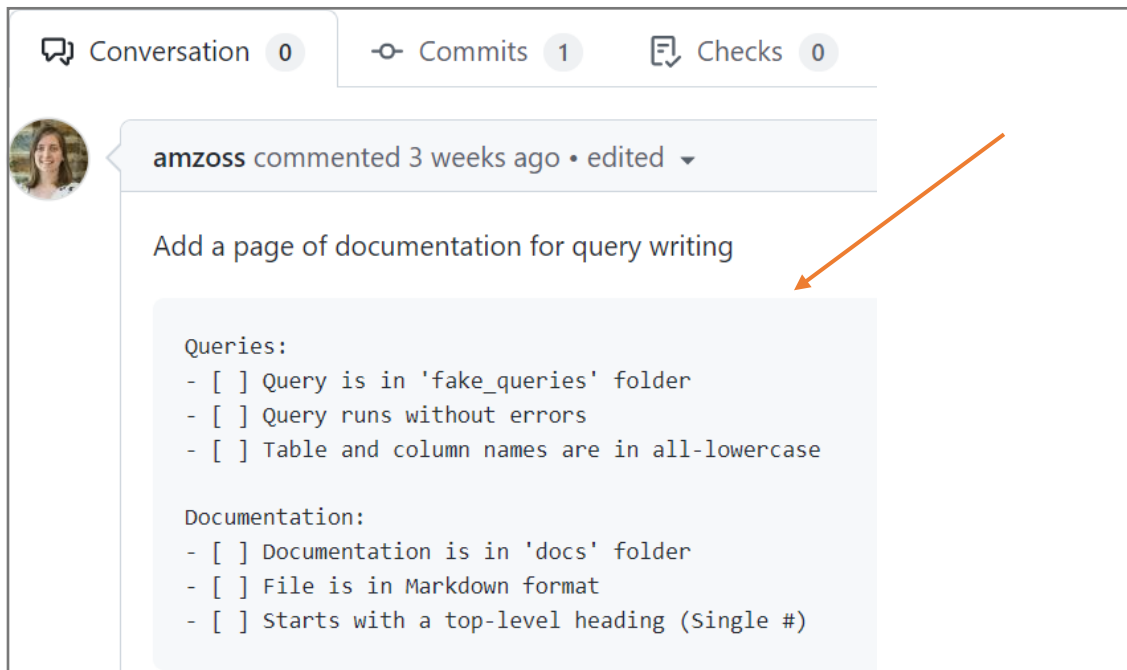 Conversation 0 Commits 1 Checks 0
amzoss commented 3 weeks ago • edited
Add a page of documentation for query writing
Queries:
- [ ] Query is in 'fake_queries' folder
- [ ] Query runs without errors
- [ ] Table and column names are in all-lowercase
Documentation:
- [ ] Documentation is in 'docs' folder
- [ ] File is in Markdown format
- [ ] Starts with a top-level heading (Single #)